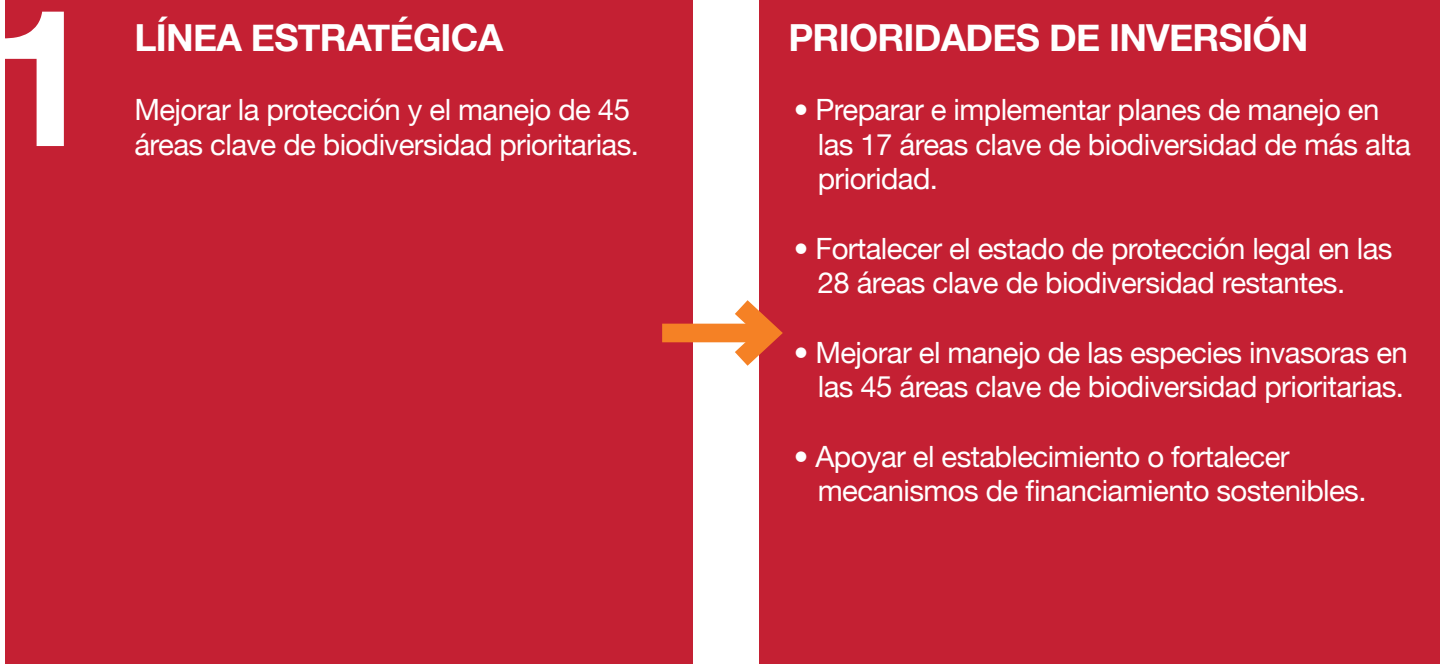 1
LÍNEA ESTRATÉGICA
Mejorar la protección y el manejo de 45
áreas clave de biodiversidad prioritarias.
PRIORIDADES DE INVERSIÓN
• Preparar e implementar planes de manejo en
las 17 áreas clave de biodiversidad de más alta
prioridad.
• Fortalecer el estado de protección legal en las
28 áreas clave de biodiversidad restantes.
• Mejorar el manejo de las especies invasoras en
las 45 áreas clave de biodiversidad prioritarias.
• Apoyar el establecimiento o fortalecer
mecanismos de financiamiento sostenibles.